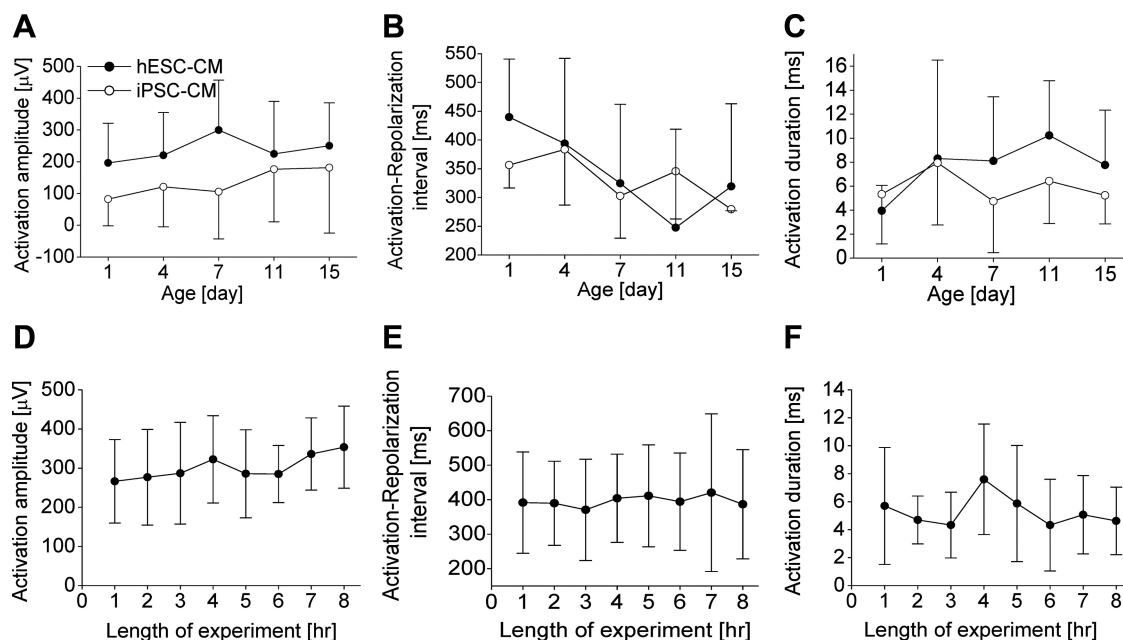 A
Activation amplitude [μV]
500
400
300
200
100
0
-100
hESC-CM
iPSC-CM
1 4 7 11 15
Age [day]
B
Activation-Repolarization
interval [ms]
550
500
450
400
350
300
250
200
1 4 7 11 15
Age [day]
C
Activation duration [ms]
16
14
12
10
8
6
4
2
0
1 4 7 11 15
Age [day]
D
Activation amplitude [μV]
500
400
300
200
100
0
0 1 2 3 4 5 6 7 8
Length of experiment [hr]
E
Activation-Repolarization
interval [ms]
700
600
500
400
300
200
0 1 2 3 4 5 6 7 8
Length of experiment [hr]
F
Activation duration [ms]
14
12
10
8
6
4
2
0
0 1 2 3 4 5 6 7 8
Length of experiment [hr]